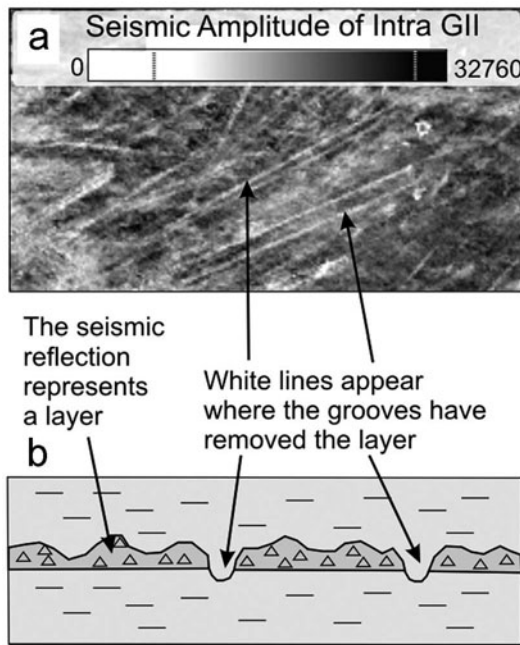 a
Seismic Amplitude of Intra GII
0
32760
The seismic
reflection
represents
a layer
White lines appear
where the grooves have
removed the layer
b